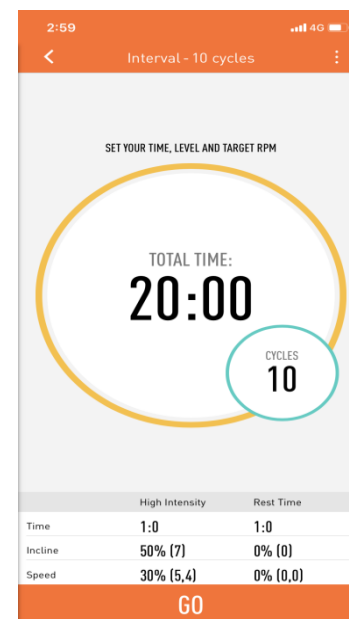 2:59 4G
Interval - 10 cycles
SET YOUR TIME, LEVEL AND TARGET RPM
TOTAL TIME:
20:00
CYCLES
10
High Intensity Rest Time
Time 1:0 1:0
Incline 50% (7) 0% (0)
Speed 30% (5,4) 0% (0,0)
GO